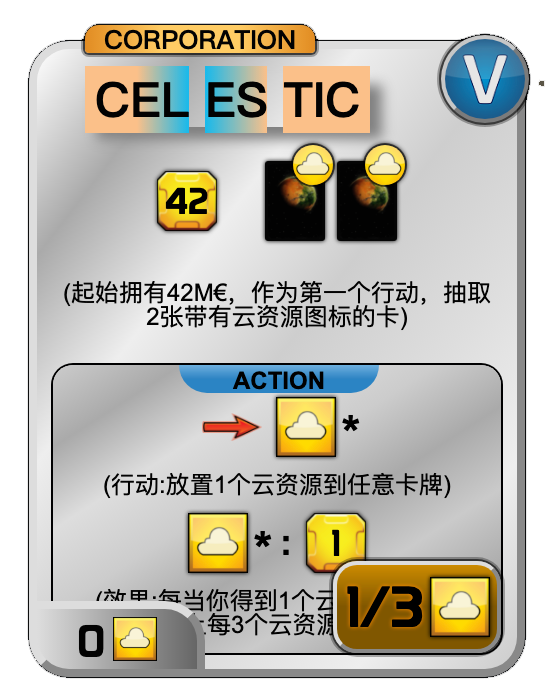 CORPORATION
V
CELESTIC
42
(起始拥有42M€，作为第一个行动，抽取
2张带有云资源图标的卡)
ACTION
*
(行动:放置1个云资源到任意卡牌)
* : 1
(效果:每当你得到1个云
每3个云资源
1/3
0